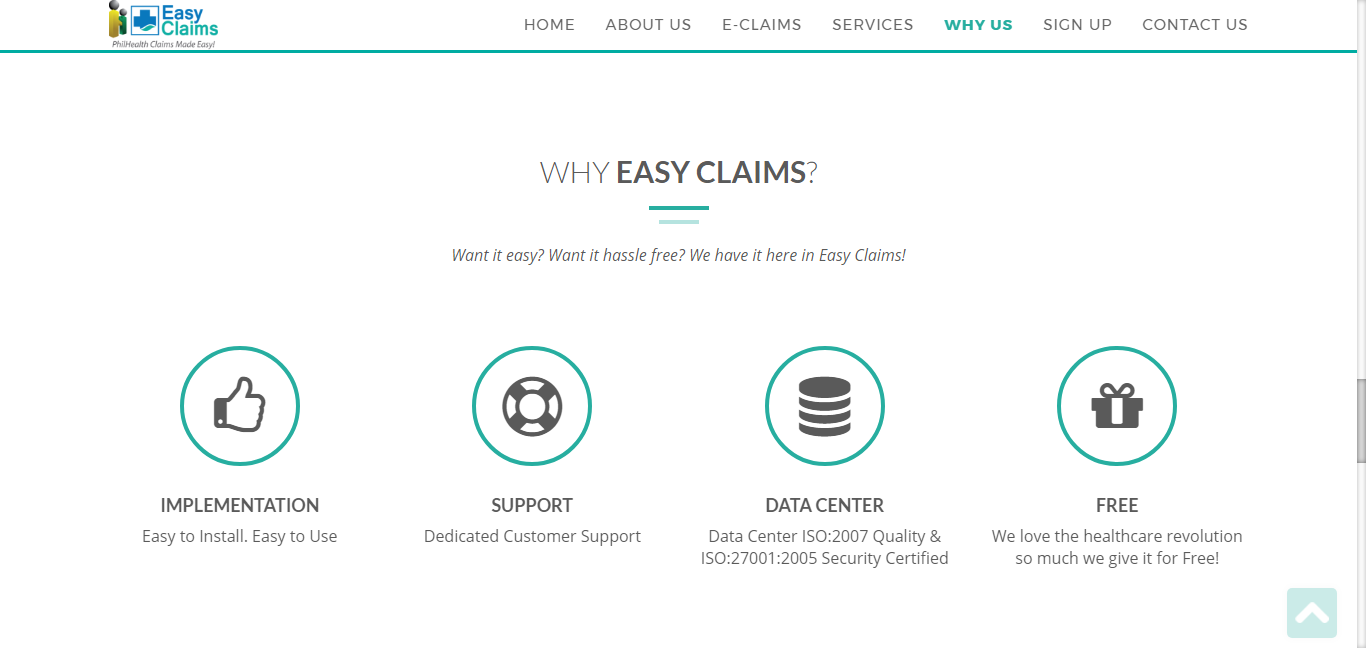 Easy
Claims
PhilHealth Claims Made Easy!
HOME ABOUT US E-CLAIMS SERVICES WHY US SIGN UP CONTACT US
WHY EASY CLAIMS?
Want it easy? Want it hassle free? We have it here in Easy Claims!
IMPLEMENTATION
Easy to Install. Easy to Use
SUPPORT
Dedicated Customer Support
DATA CENTER
Data Center ISO:2007 Quality &
ISO:27001:2005 Security Certified
FREE
We love the healthcare revolution
so much we give it for Free!